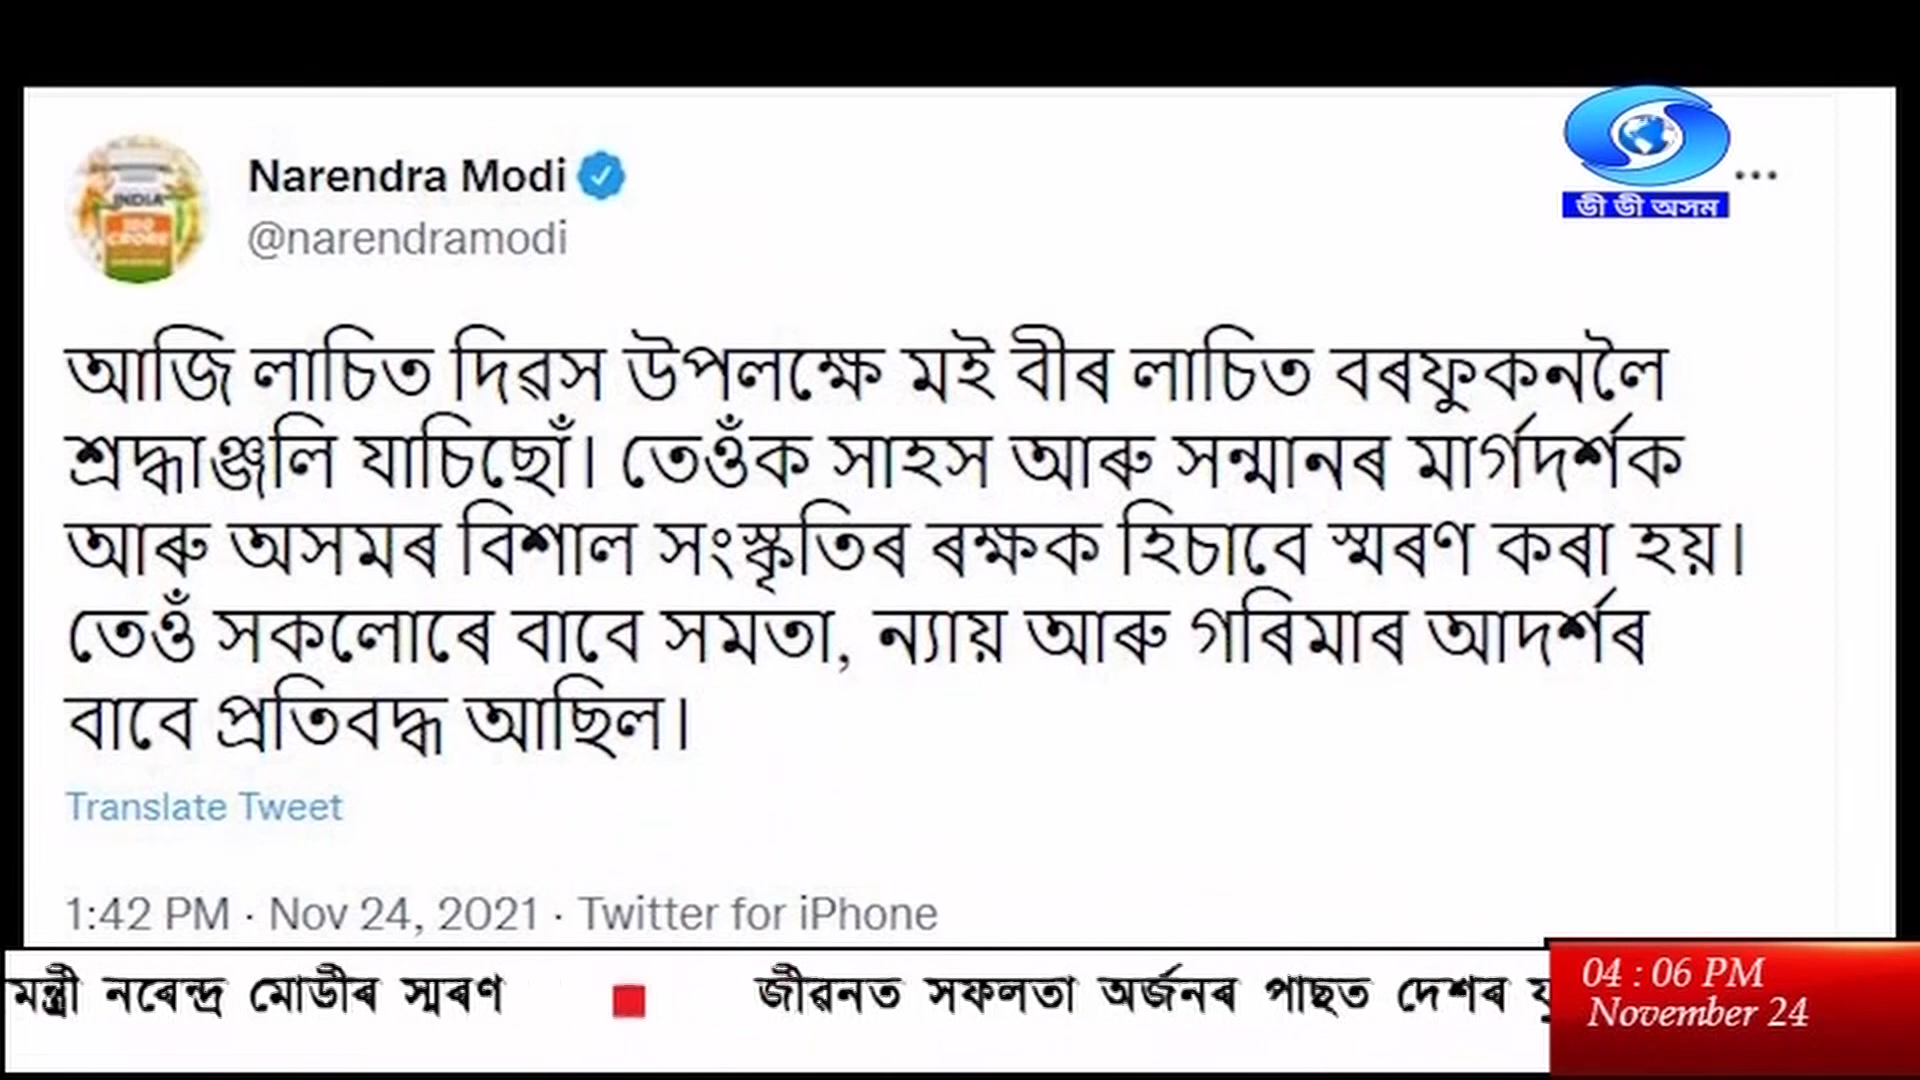 Narendra Modi
@narendramodi
ডী ডী অসম
INDIA
100
CRORE
আজি লাচিত দিৱস উপলক্ষে মই বীৰ লাচিত বৰফুকনলৈ
শ্ৰদ্ধাঞ্জলি যাচিছোঁ। তেওঁক সাহস আৰু সন্মানৰ মাৰ্গদৰ্শক
আৰু অসমৰ বিশাল সংস্কৃতিৰ ৰক্ষক হিচাবে স্মৰণ কৰা হয়।
তেওঁ সকলোৰে বাবে সমতা, ন্যায় আৰু গৰিমাৰ আদৰ্শৰ
বাবে প্ৰতিবদ্ধ আছিল।
Translate Tweet
1:42 PM · Nov 24, 2021 · Twitter for iPhone
মন্ত্ৰী নৰেন্দ্ৰ মোডীৰ স্মৰণ ■ জীৱনত সফলতা অৰ্জনৰ পাছত দেশৰ
04 : 06 PM
November 24